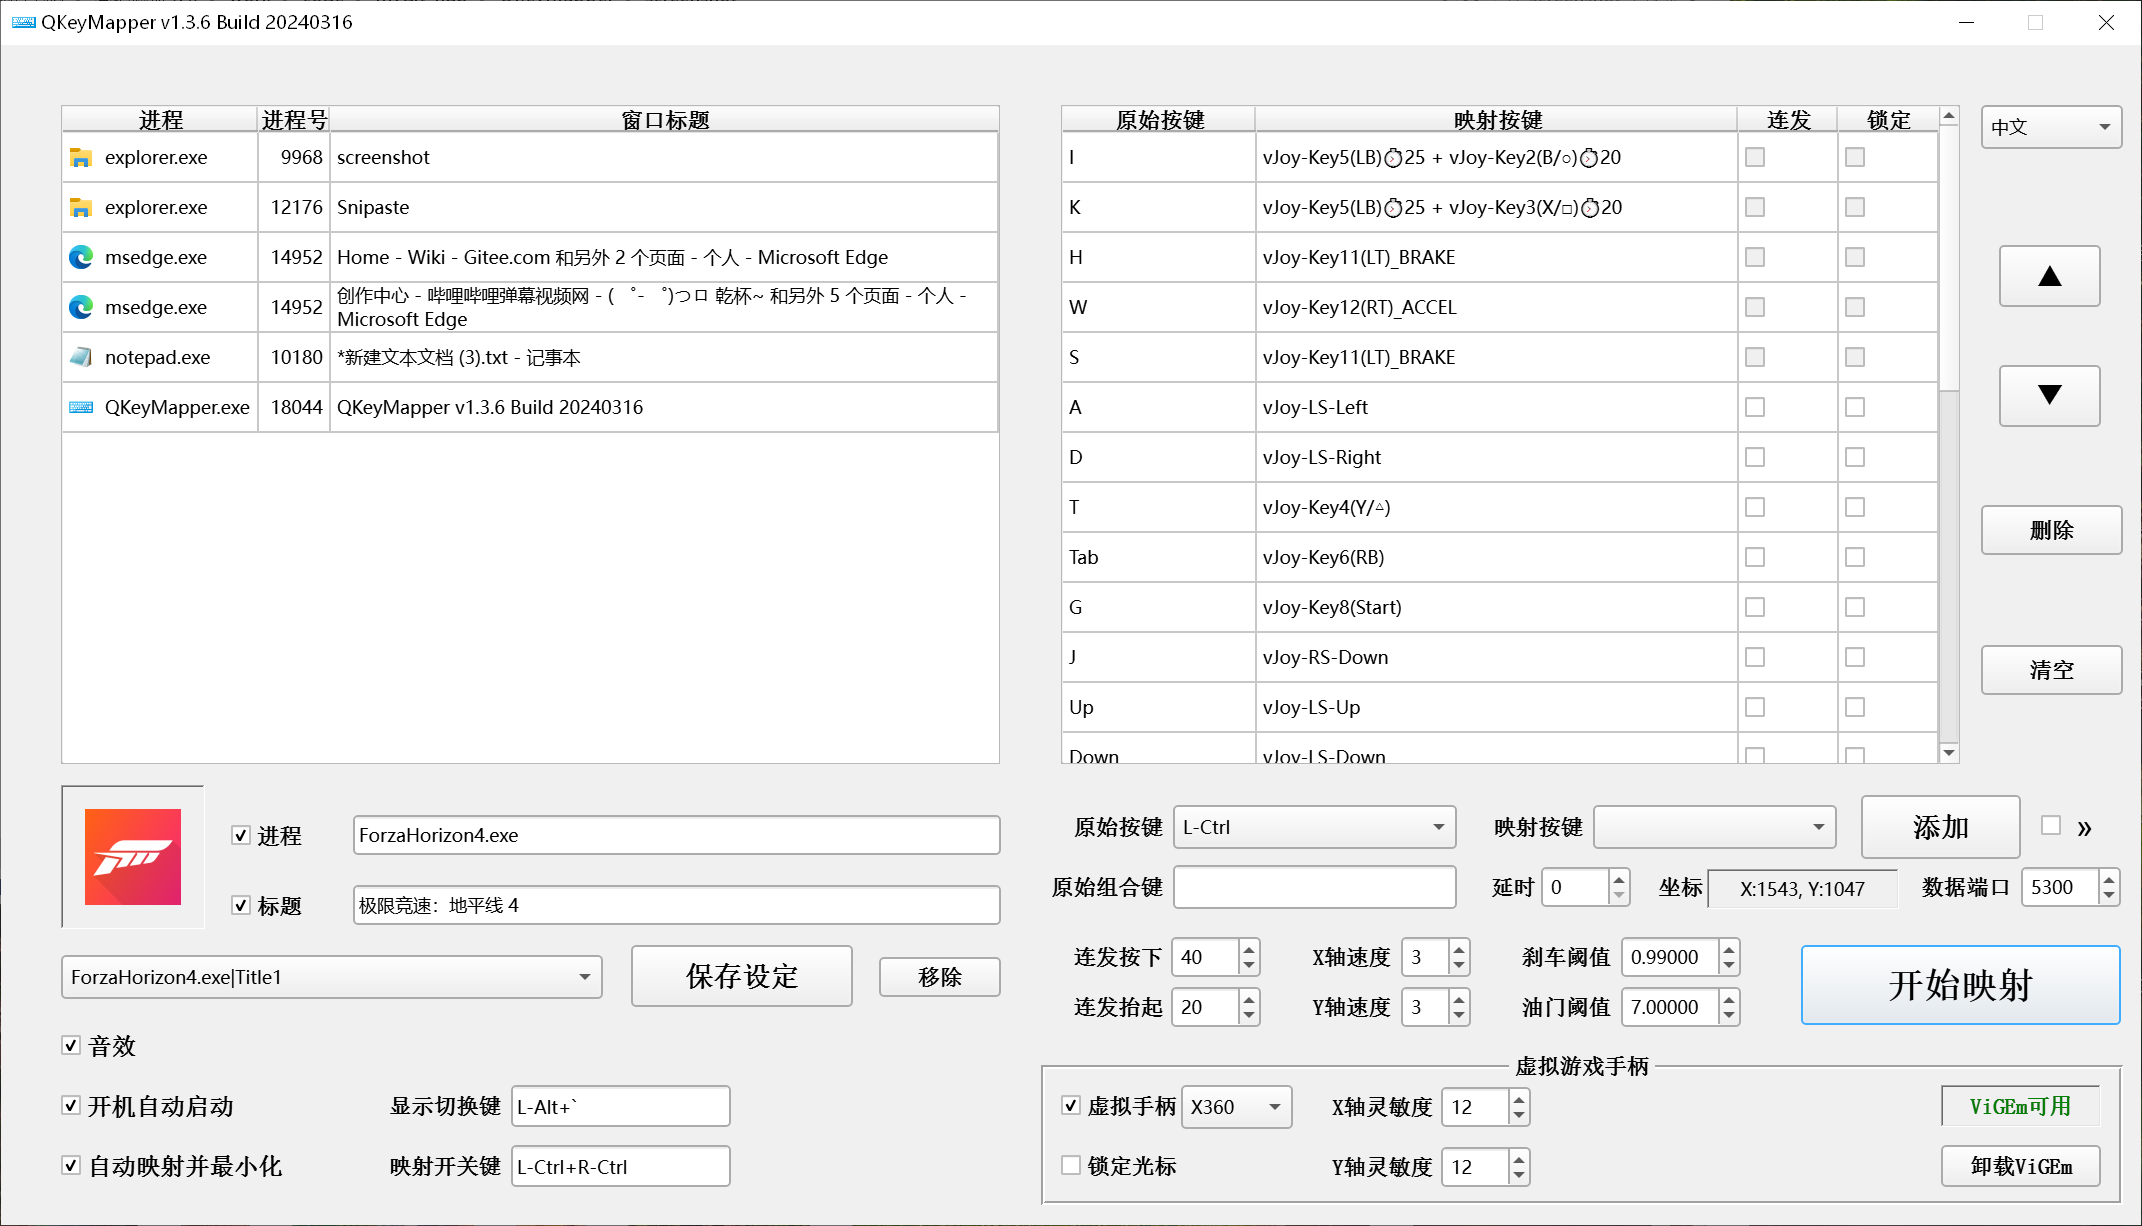 QKeyMapper v1.3.6 Build 20240316
进程 进程号 窗口标题
explorer.exe 9968 screenshot
explorer.exe 12176 Snipaste
msedge.exe 14952 Home - Wiki - Gitee.com 和另外 2 个页面 - 个人 - Microsoft Edge
msedge.exe 14952 创作中心 - 哔哩哔哩弹幕视频网 - ( ゜- ゜)つロ 乾杯~ 和另外 5 个页面 - 个人 -
Microsoft Edge
notepad.exe 10180 *新建文本文档 (3).txt - 记事本
QKeyMapper.exe 18044 QKeyMapper v1.3.6 Build 20240316
原始按键 映射按键 连发 锁定
I vJoy-Key5(LB)⏱25 + vJoy-Key2(B/○)⏱20
K vJoy-Key5(LB)⏱25 + vJoy-Key3(X/□)⏱20
H vJoy-Key11(LT)_BRAKE
W vJoy-Key12(RT)_ACCEL
S vJoy-Key11(LT)_BRAKE
A vJoy-LS-Left
D vJoy-LS-Right
T vJoy-Key4(Y/△)
Tab vJoy-Key6(RB)
G vJoy-Key8(Start)
J vJoy-RS-Down
Up vJoy-LS-Up
Down vJoy-LS-Down
中文
▲
▼
删除
清空
进程 ForzaHorizon4.exe
标题 极限竞速：地平线 4
ForzaHorizon4.exe|Title1 保存设定 移除
音效
开机自动启动 显示切换键 L-Alt+`
自动映射并最小化 映射开关键 L-Ctrl+R-Ctrl
原始按键 L-Ctrl 映射按键 添加 »
原始组合键 延时 0 坐标 X:1543, Y:1047 数据端口 5300
连发按下 40 X轴速度 3 刹车阈值 0.99000
连发抬起 20 Y轴速度 3 油门阈值 7.00000
开始映射
虚拟游戏手柄
虚拟手柄 X360 X轴灵敏度 12 ViGEm可用
锁定光标 Y轴灵敏度 12 卸载ViGEm